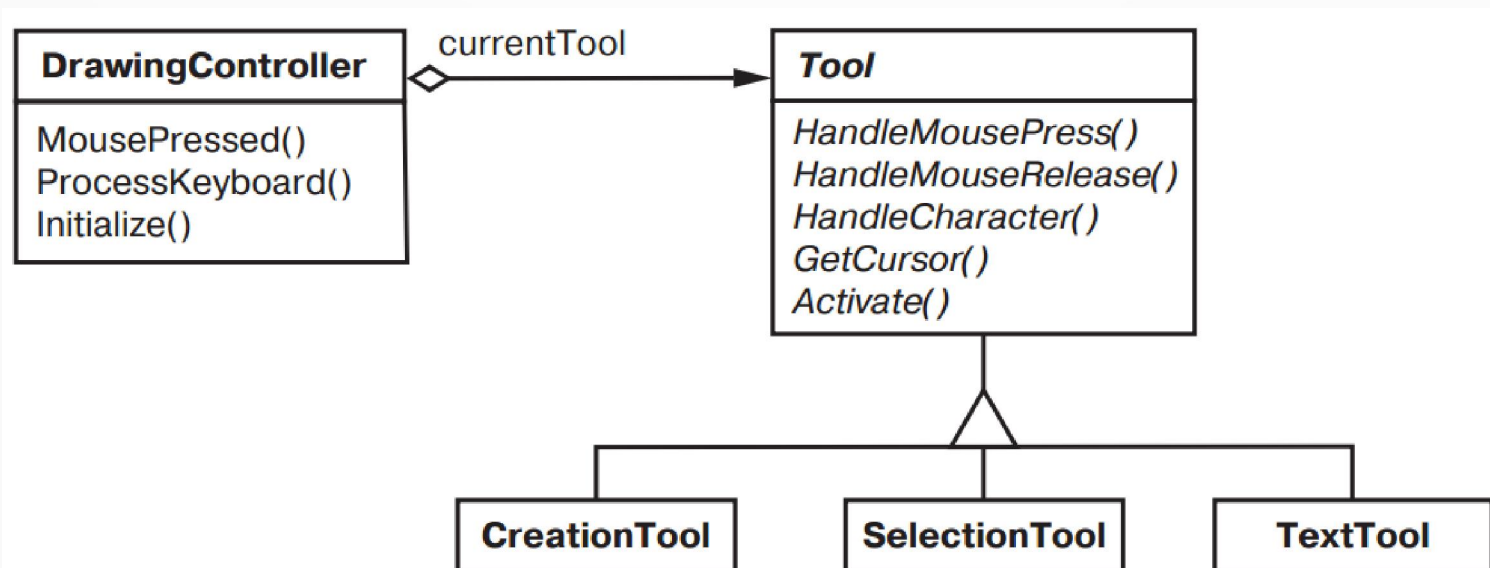 DrawingController
MousePressed()
ProcessKeyboard()
Initialize()
currentTool
Tool
HandleMousePress()
HandleMouseRelease()
HandleCharacter()
GetCursor()
Activate()
CreationTool
SelectionTool
TextTool